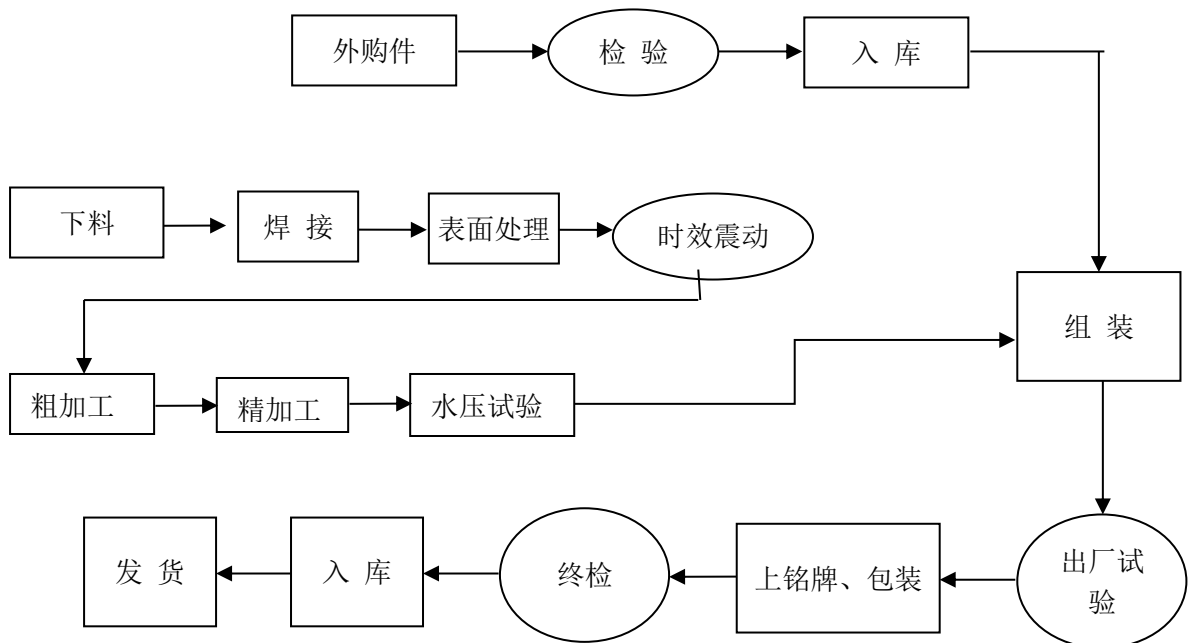 外购件
检 验
入 库
下料
焊 接
表面处理
时效震动
组 装
粗加工
精加工
水压试验
发 货
入 库
终检
上铭牌、包装
出厂试
验